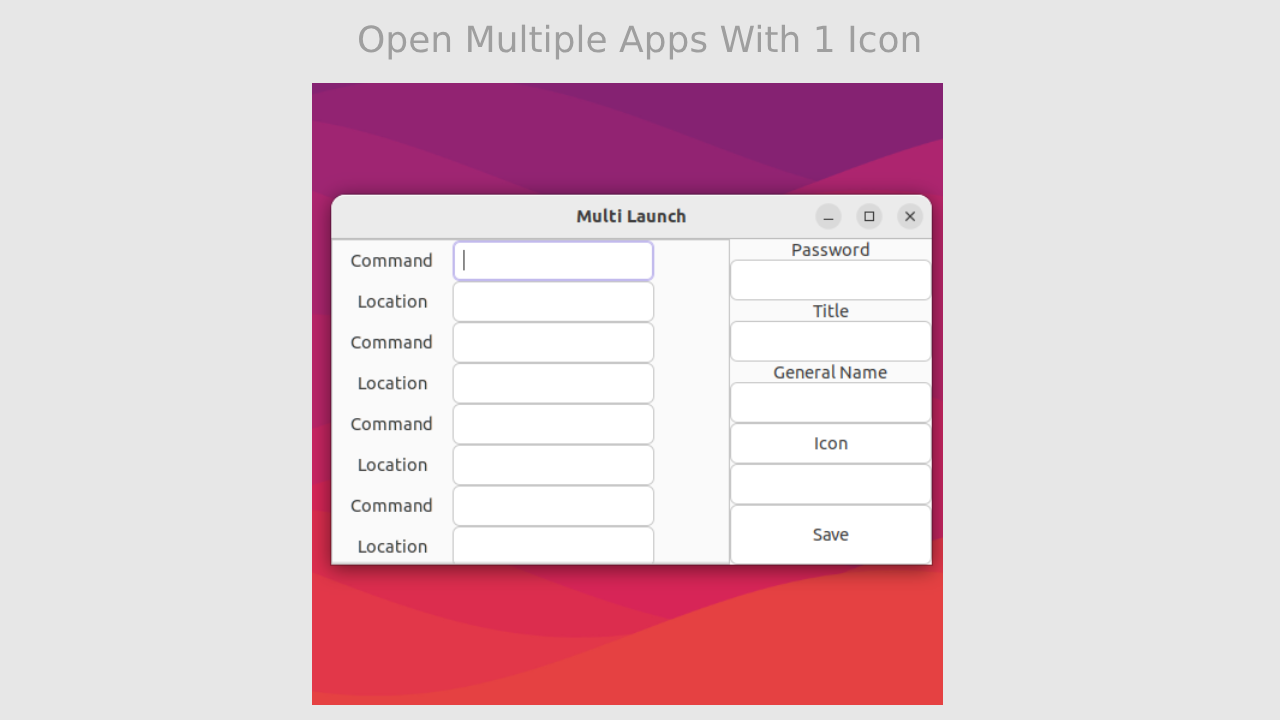 Open Multiple Apps With 1 Icon
Multi Launch
Command
Location
Command
Location
Command
Location
Command
Location
Password
Title
General Name
Icon
Save